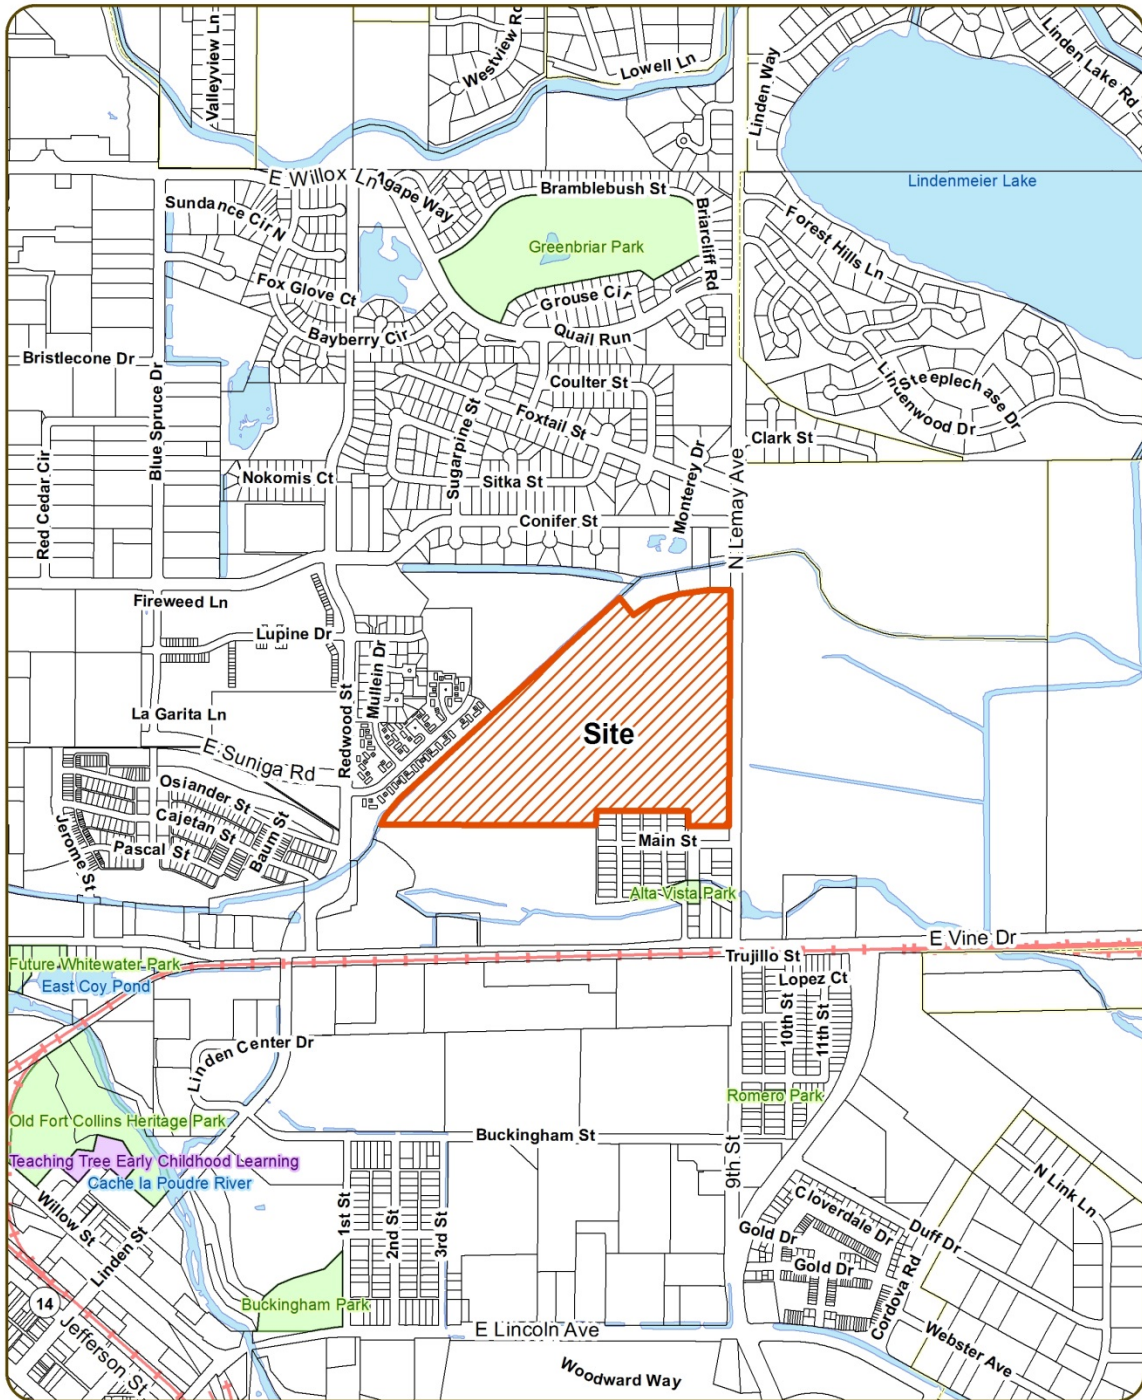 Valleyview Ln
Westview Rd
Lowell Ln
Linden Way
Linden Lake Rd
E Willox Ln
Agape Way
Bramblebush St
Briarcliff Rd
Lindenmeier Lake
Sundance Cir N
Greenbriar Park
Forest Hills Ln
Fox Glove Ct
Grouse Cir
Bayberry Cir
Quail Run
Bristlecone Dr
Blue Spruce Dr
Coulter St
Steeplechase Dr
Lindenwood Dr
Foxtail St
Sugarpine St
Clark St
Red Cedar Cir
Nokomis Ct
Sitka St
Monterey Dr
N Lemay Ave
Conifer St
Fireweed Ln
Lupine Dr
Mullein Dr
Redwood St
La Garita Ln
Site
E Suniga Rd
Osiander St
Cajetan St
Baum St
Jerome St
Pascal St
Main St
Alta Vista Park
E Vine Dr
Future Whitewater Park
Trujillo St
East Coy Pond
Lopez Ct
10th St
11th St
Linden Center Dr
Romero Park
Old Fort Collins Heritage Park
Buckingham St
Teaching Tree Early Childhood Learning
Cache la Poudre River
9th St
N Link Ln
Willow St
Linden St
1st St
2nd St
3rd St
Cloverdale Dr
Duff Dr
Gold Dr
Gold Dr
Cordova Rd
Buckingham Park
14
Jefferson St
E Lincoln Ave
Webster Ave
Woodward Way